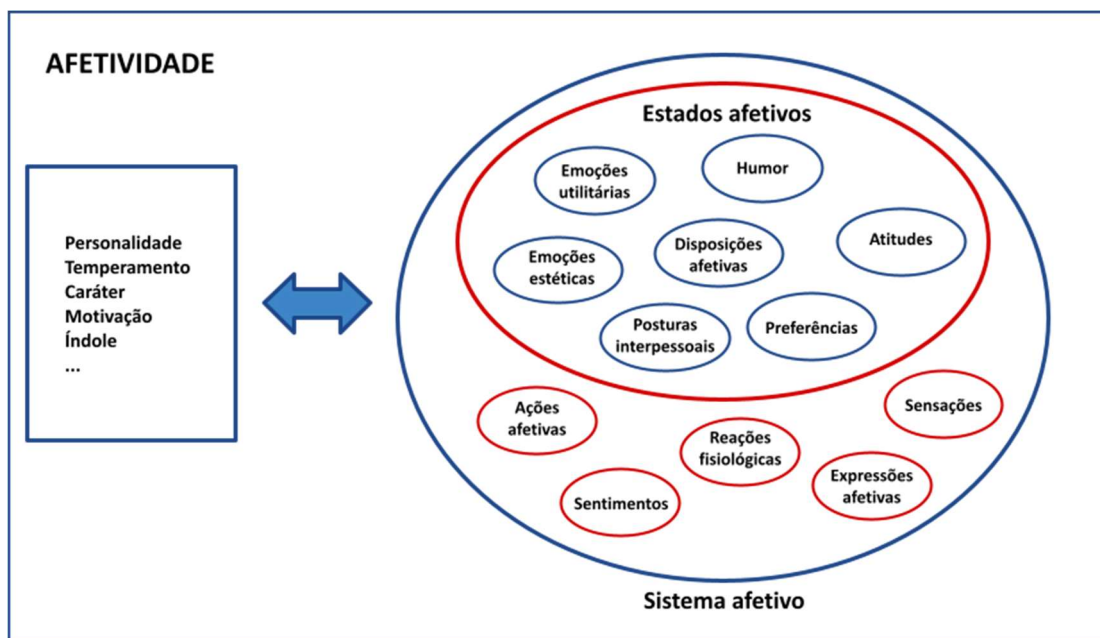 AFETIVIDADE
Personalidade
Temperamento
Caráter
Motivação
Índole
...
Estados afetivos
Emoções
utilitárias
Humor
Emoções
estéticas
Disposições
afetivas
Atitudes
Posturas
interpessoais
Preferências
Ações
afetivas
Sentimentos
Reações
fisiológicas
Sensações
Expressões
afetivas
Sistema afetivo